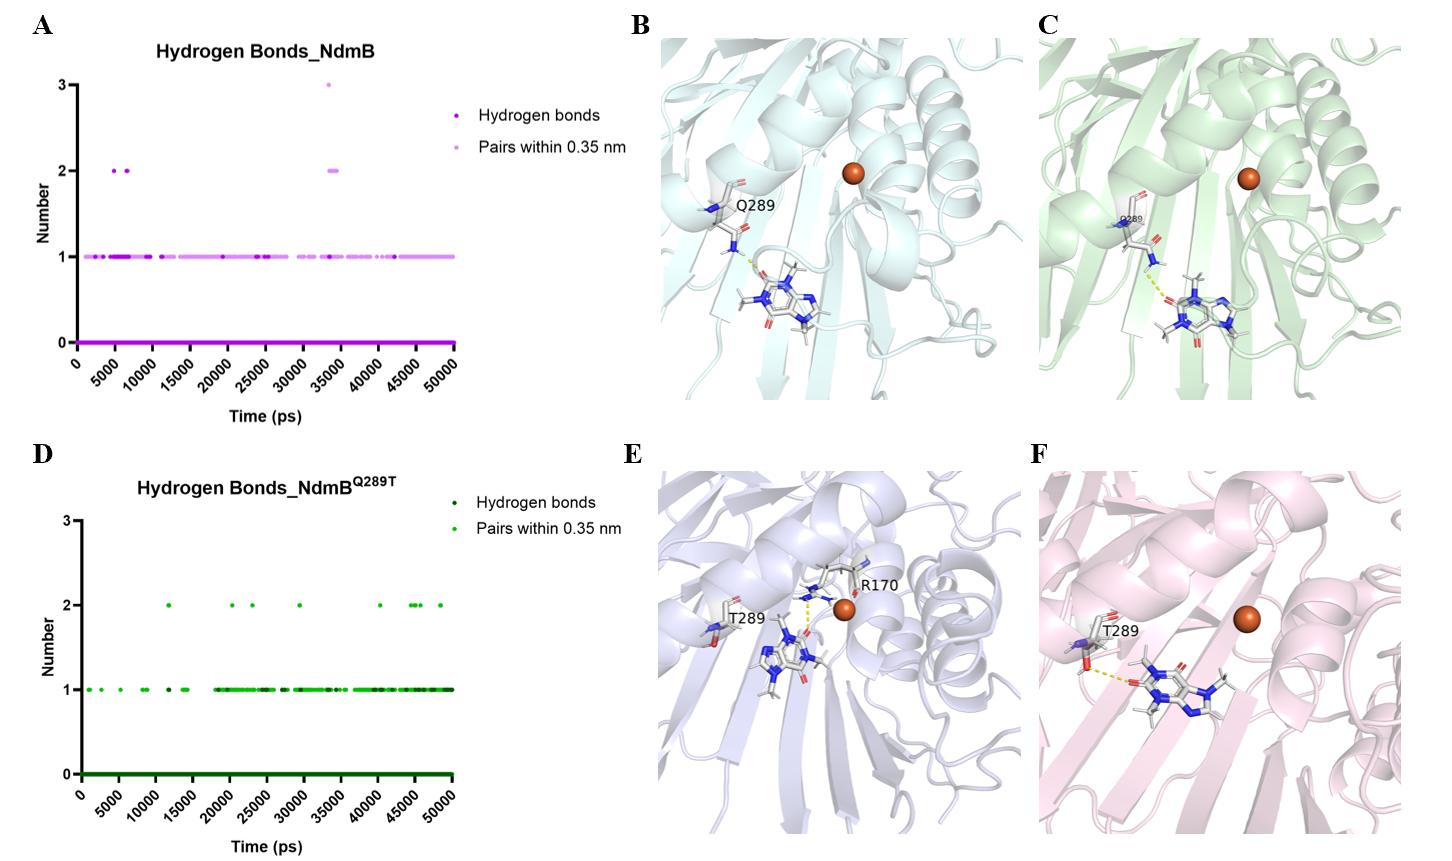 A
Hydrogen Bonds_NdmB
3
2
1
0
Number
0
5000
10000
15000
20000
25000
30000
35000
40000
45000
50000
Time (ps)
Hydrogen bonds
Pairs within 0.35 nm
B
Q289
C
Q289
D
Hydrogen Bonds_NdmB^Q289T
3
2
1
0
Number
0
5000
10000
15000
20000
25000
30000
35000
40000
45000
50000
Time (ps)
Hydrogen bonds
Pairs within 0.35 nm
E
R170
T289
F
T289